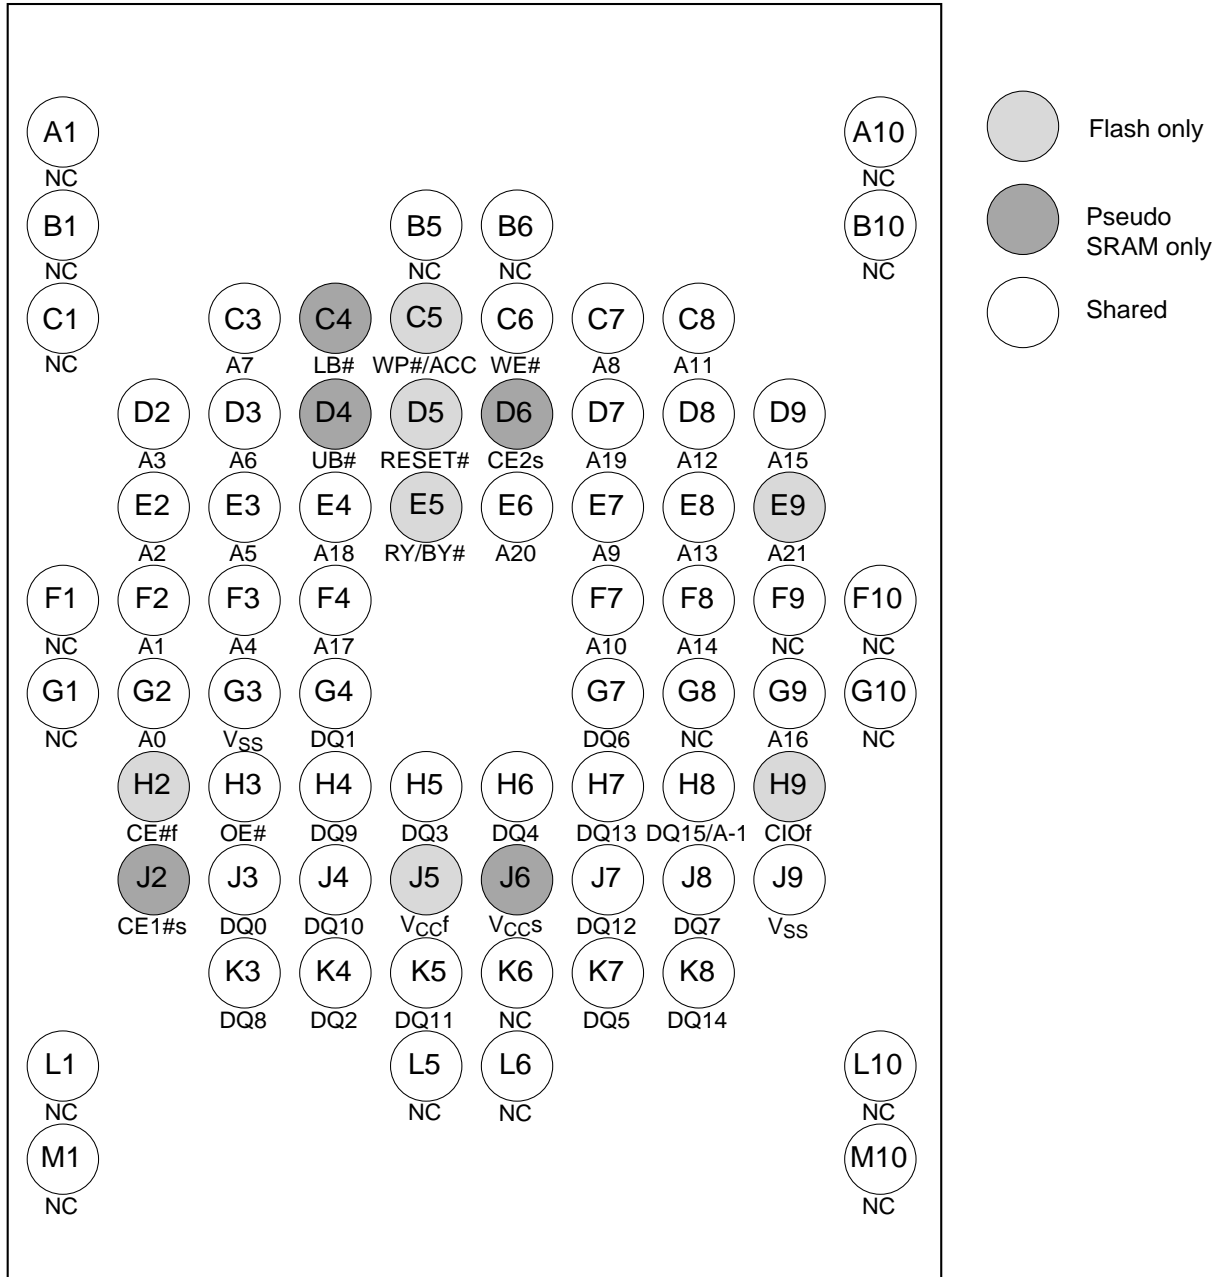 A1 A10
NC NC
B1 B5 B6 B10
NC NC NC NC
C1 C3 C4 C5 C6 C7 C8
NC A7 LB# WP#/ACC WE# A8 A11
D2 D3 D4 D5 D6 D7 D8 D9
A3 A6 UB# RESET# CE2s A19 A12 A15
E2 E3 E4 E5 E6 E7 E8 E9
A2 A5 A18 RY/BY# A20 A9 A13 A21
F1 F2 F3 F4 F7 F8 F9 F10
NC A1 A4 A17 A10 A14 NC NC
G1 G2 G3 G4 G7 G8 G9 G10
NC A0 VSS DQ1 DQ6 NC A16 NC
H2 H3 H4 H5 H6 H7 H8 H9
CE#f OE# DQ9 DQ3 DQ4 DQ13 DQ15/A-1 CIOf
J2 J3 J4 J5 J6 J7 J8 J9
CE1#s DQ0 DQ10 VCCf VCCs DQ12 DQ7 VSS
K3 K4 K5 K6 K7 K8
DQ8 DQ2 DQ11 NC DQ5 DQ14
L1 L5 L6 L10
NC NC NC NC
M1 M10
NC NC
Flash only
Pseudo
SRAM only
Shared